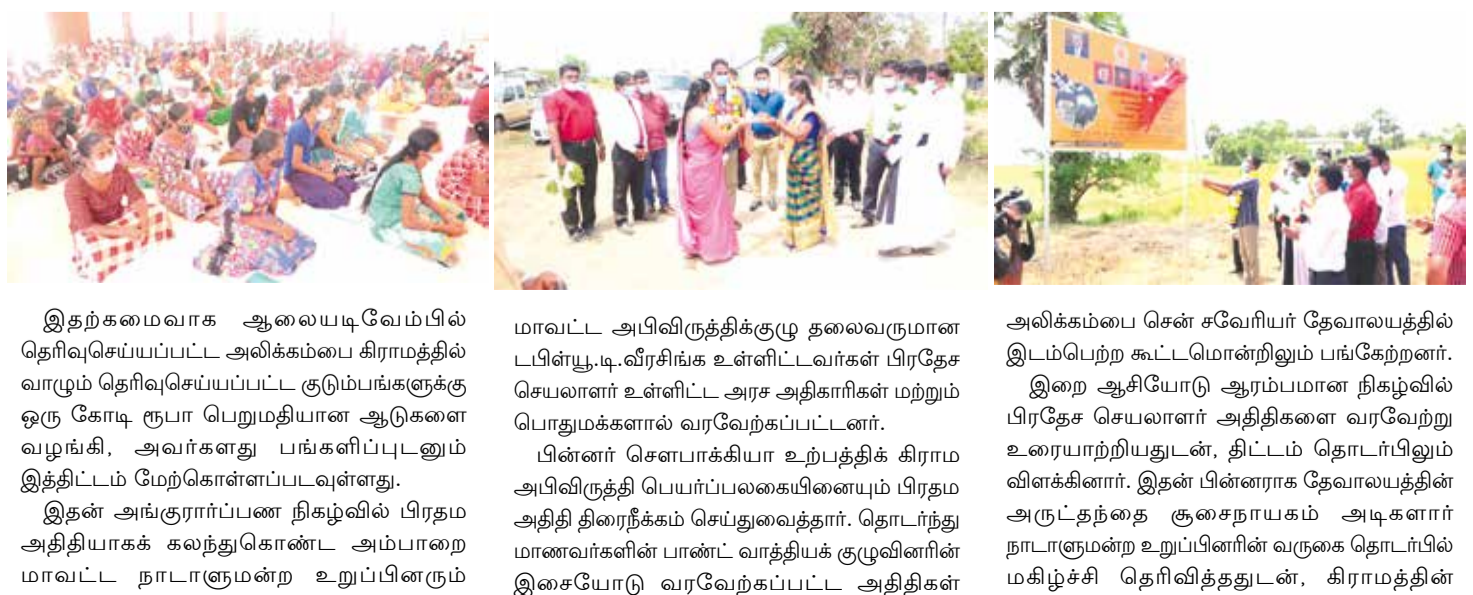 இதற்கமைவாக ஆலையடிவேம்பில்
தெரிவுசெய்யப்பட்ட அலிக்கம்பை கிராமத்தில்
வாழும் தெரிவுசெய்யப்பட்ட குடும்பங்களுக்கு
ஒரு கோடி ரூபா பெறுமதியான ஆடுகளை
வழங்கி, அவர்களது பங்களிப்புடனும்
இத்திட்டம் மேற்கொள்ளப்படவுள்ளது.
இதன் அங்குரார்ப்பண நிகழ்வில் பிரதம
அதிதியாகக் கலந்துகொண்ட அம்பாறை
மாவட்ட நாடாளுமன்ற உறுப்பினரும்
மாவட்ட அபிவிருத்திக்குழு தலைவருமான
டபிள்யூ.டி.வீரசிங்க உள்ளிட்டவர்கள் பிரதேச
செயலாளர் உள்ளிட்ட அரச அதிகாரிகள் மற்றும்
பொதுமக்களால் வரவேற்கப்பட்டனர்.
பின்னர் சௌபாக்கியா உற்பத்திக் கிராம
அபிவிருத்தி பெயர்ப்பலகையினையும் பிரதம
அதிதி திரைநீக்கம் செய்துவைத்தார். தொடர்ந்து
மாணவர்களின் பாண்ட் வாத்தியக் குழுவினரின்
இசையோடு வரவேற்கப்பட்ட அதிதிகள்
அலிக்கம்பை சென் சவேரியர் தேவாலயத்தில்
இடம்பெற்ற கூட்டமொன்றிலும் பங்கேற்றனர்.
இறை ஆசியோடு ஆரம்பமான நிகழ்வில்
பிரதேச செயலாளர் அதிதிகளை வரவேற்று
உரையாற்றியதுடன், திட்டம் தொடர்பிலும்
விளக்கினார். இதன் பின்னராக தேவாலயத்தின்
அருட்தந்தை சூசைநாயகம் அடிகளார்
நாடாளுமன்ற உறுப்பினரின் வருகை தொடர்பில்
மகிழ்ச்சி தெரிவித்ததுடன், கிராமத்தின்